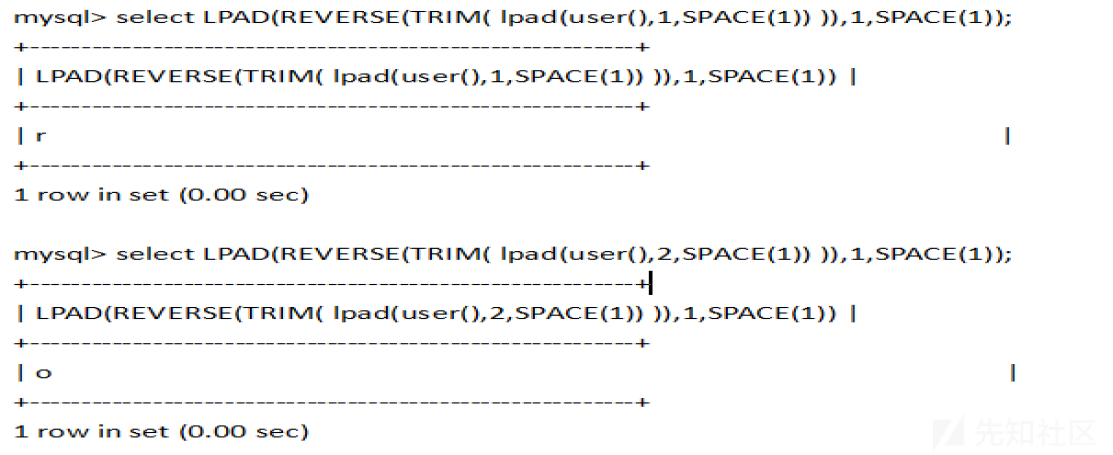 mysql> select LPAD(REVERSE(TRIM( lpad(user(),1,SPACE(1)) )),1,SPACE(1));
+-----------------------------------------------------------+
| LPAD(REVERSE(TRIM( lpad(user(),1,SPACE(1)) )),1,SPACE(1)) |
+-----------------------------------------------------------+
| r                                                         |
+-----------------------------------------------------------+
1 row in set (0.00 sec)
mysql> select LPAD(REVERSE(TRIM( lpad(user(),2,SPACE(1)) )),1,SPACE(1));
+-----------------------------------------------------------+
| LPAD(REVERSE(TRIM( lpad(user(),2,SPACE(1)) )),1,SPACE(1)) |
+-----------------------------------------------------------+
| o                                                         |
+-----------------------------------------------------------+
1 row in set (0.00 sec)
先知社区